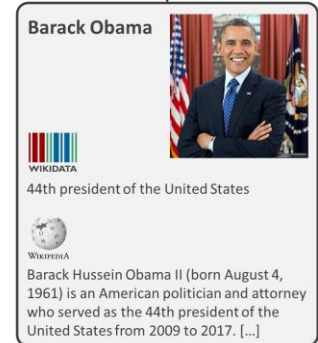 Barack Obama
WIKIDATA
44th president of the United States
WIKIPEDIA
Barack Hussein Obama II (born August 4,
1961) is an American politician and attorney
who served as the 44th president of the
United States from 2009 to 2017. [...]